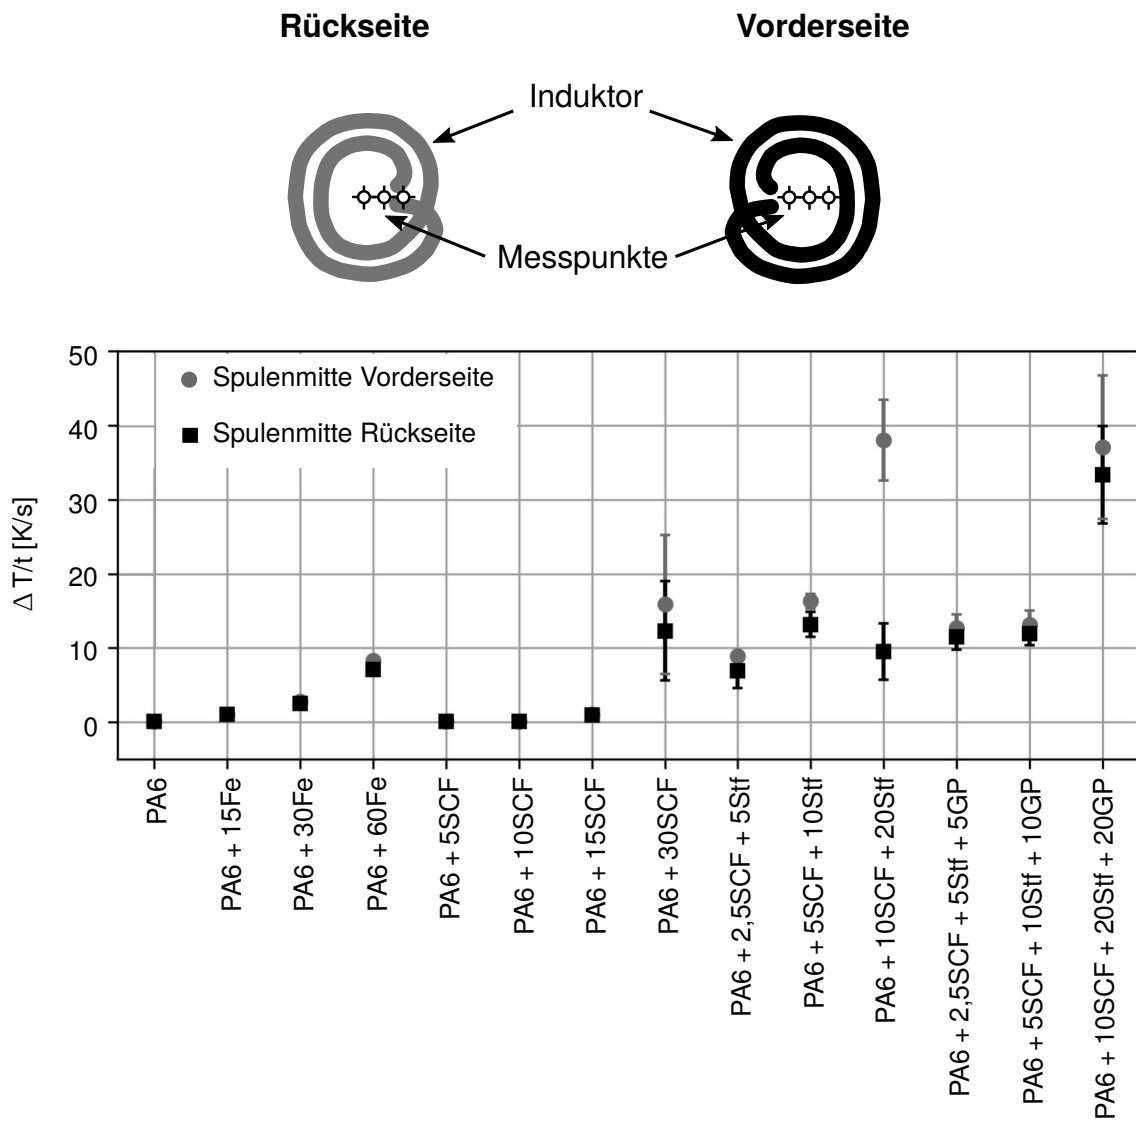 Rückseite
Vorderseite
Induktor
Messpunkte
50
40
30
20
10
0
Δ T/t [K/s]
Spulenmitte Vorderseite
Spulenmitte Rückseite
PA6
PA6 + 15Fe
PA6 + 30Fe
PA6 + 60Fe
PA6 + 5SCF
PA6 + 10SCF
PA6 + 15SCF
PA6 + 30SCF
PA6 + 2,5SCF + 5Stf
PA6 + 5SCF + 10Stf
PA6 + 10SCF + 20Stf
PA6 + 2,5SCF + 5Stf + 5GP
PA6 + 5SCF + 10Stf + 10GP
PA6 + 10SCF + 20Stf + 20GP